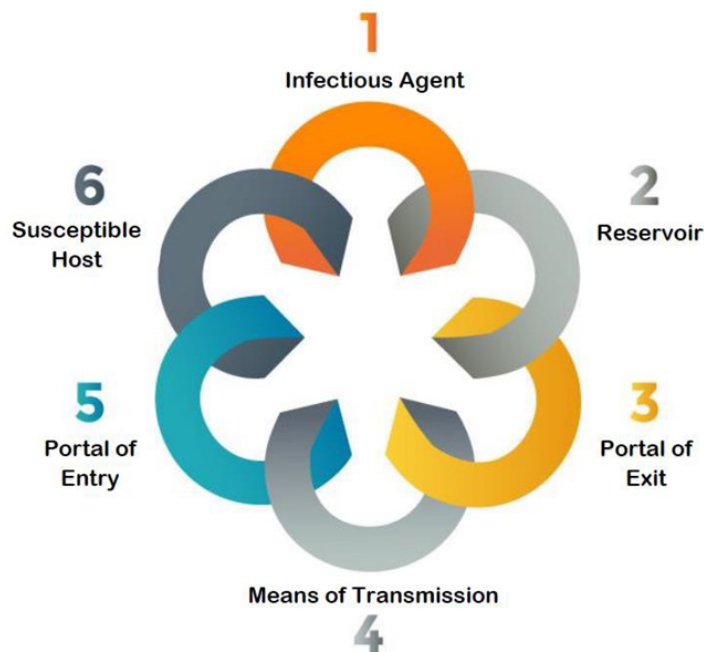 1
Infectious Agent
2
Reservoir
3
Portal of
Exit
Means of Transmission
4
5
Portal of
Entry
6
Susceptible
Host